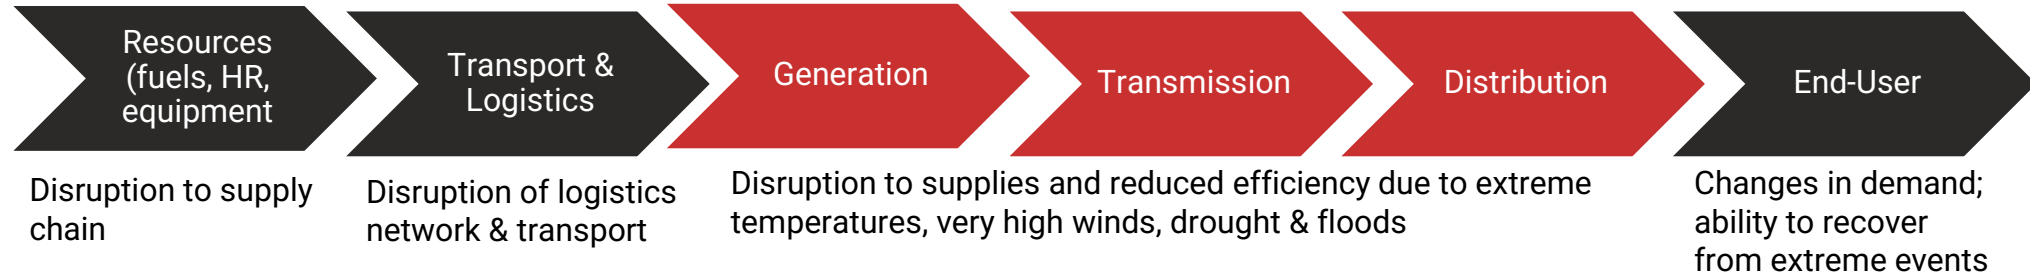 Resources
(fuels, HR,
equipment
Transport &
Logistics
Generation
Transmission
Distribution
End-User
Disruption to supply
chain
Disruption of logistics
network & transport
Disruption to supplies and reduced efficiency due to extreme
temperatures, very high winds, drought & floods
Changes in demand;
ability to recover
from extreme events